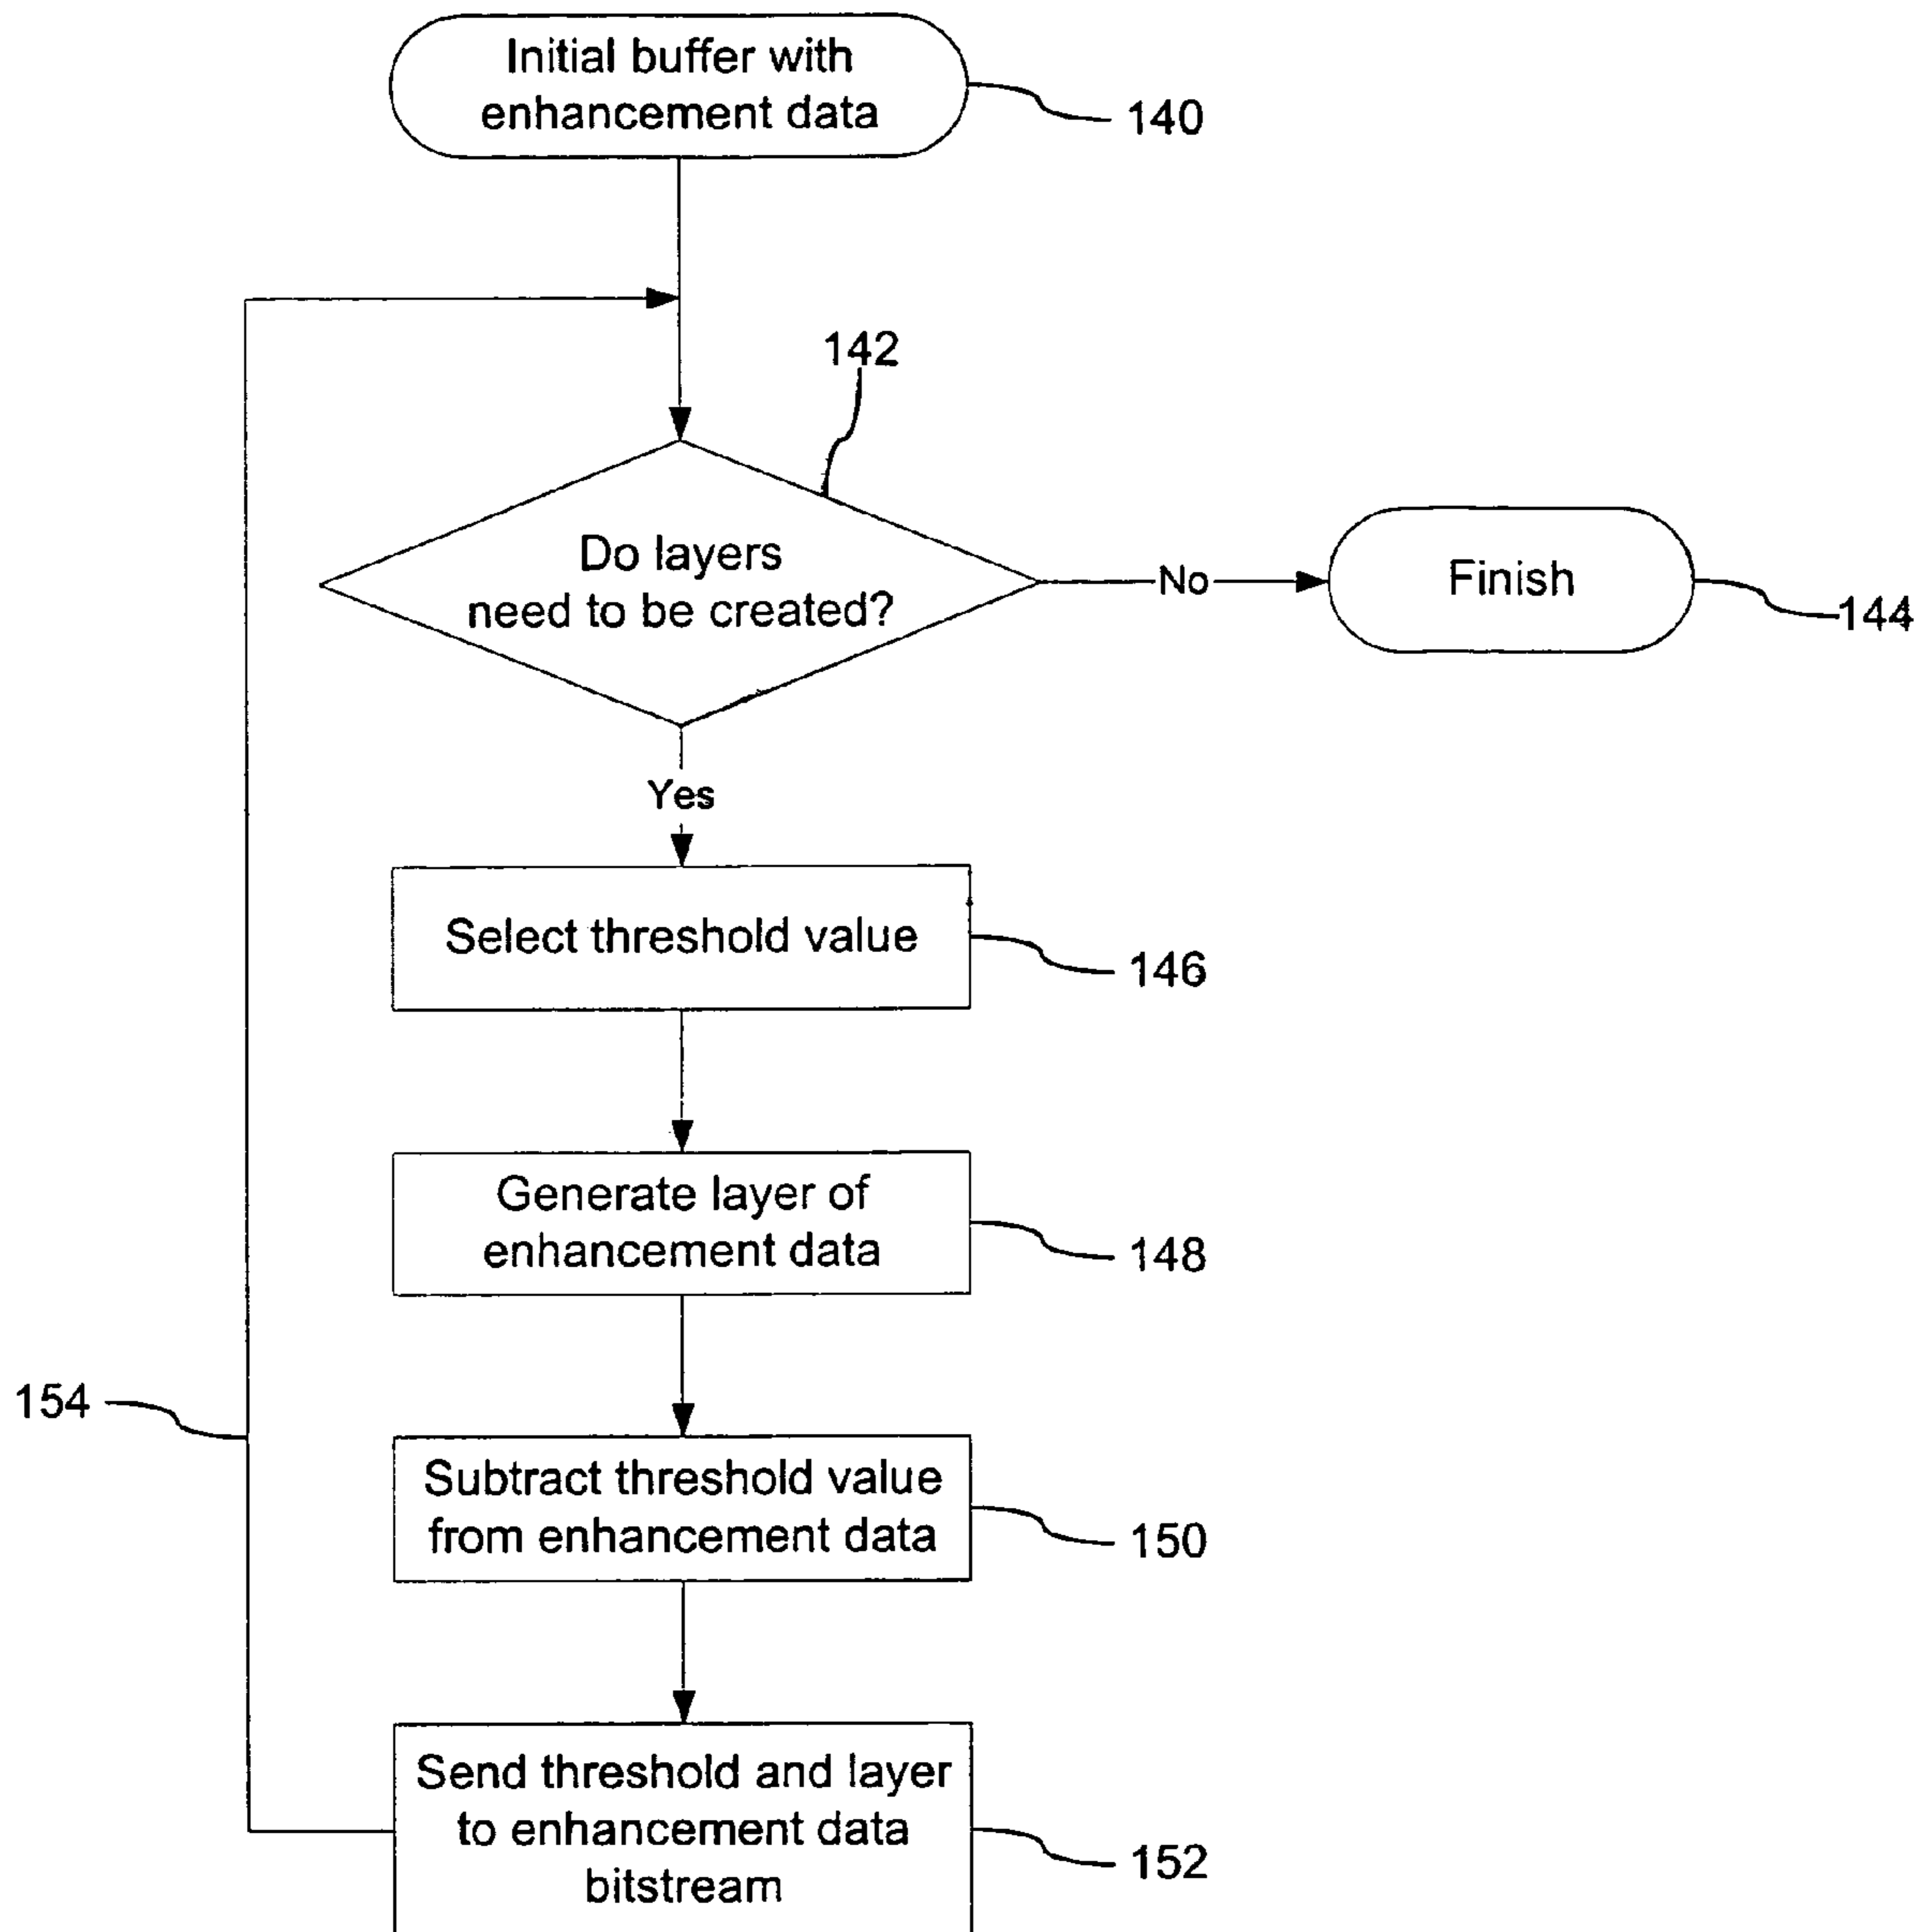 Initial buffer with
enhancement data
140
142
Do layers
need to be created?
No
Finish
144
Yes
Select threshold value
146
Generate layer of
enhancement data
148
154
Subtract threshold value
from enhancement data
150
Send threshold and layer
to enhancement data
bitstream
152